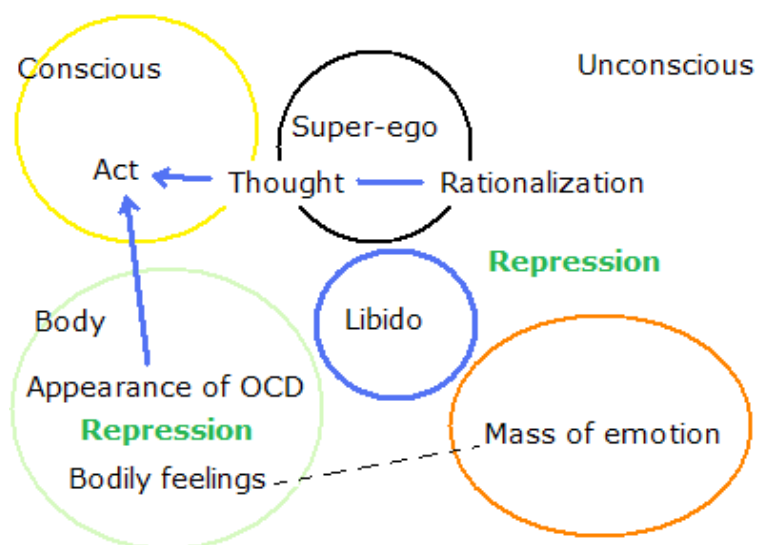 Conscious
Unconscious
Super-ego
Act
Thought
Rationalization
Repression
Body
Libido
Appearance of OCD
Repression
Mass of emotion
Bodily feelings